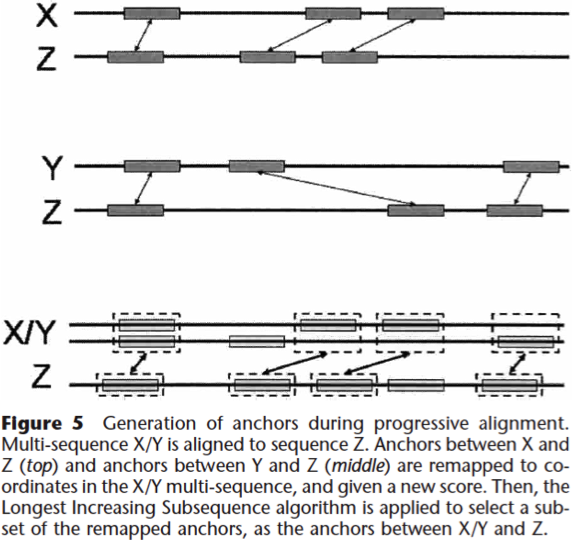 X
Z
Y
Z
X/Y
Z
Figure 5 Generation of anchors during progressive alignment.
Multi-sequence X/Y is aligned to sequence Z. Anchors between X and
Z (top) and anchors between Y and Z (middle) are remapped to co-
ordinates in the X/Y multi-sequence, and given a new score. Then, the
Longest Increasing Subsequence algorithm is applied to select a sub-
set of the remapped anchors, as the anchors between X/Y and Z.